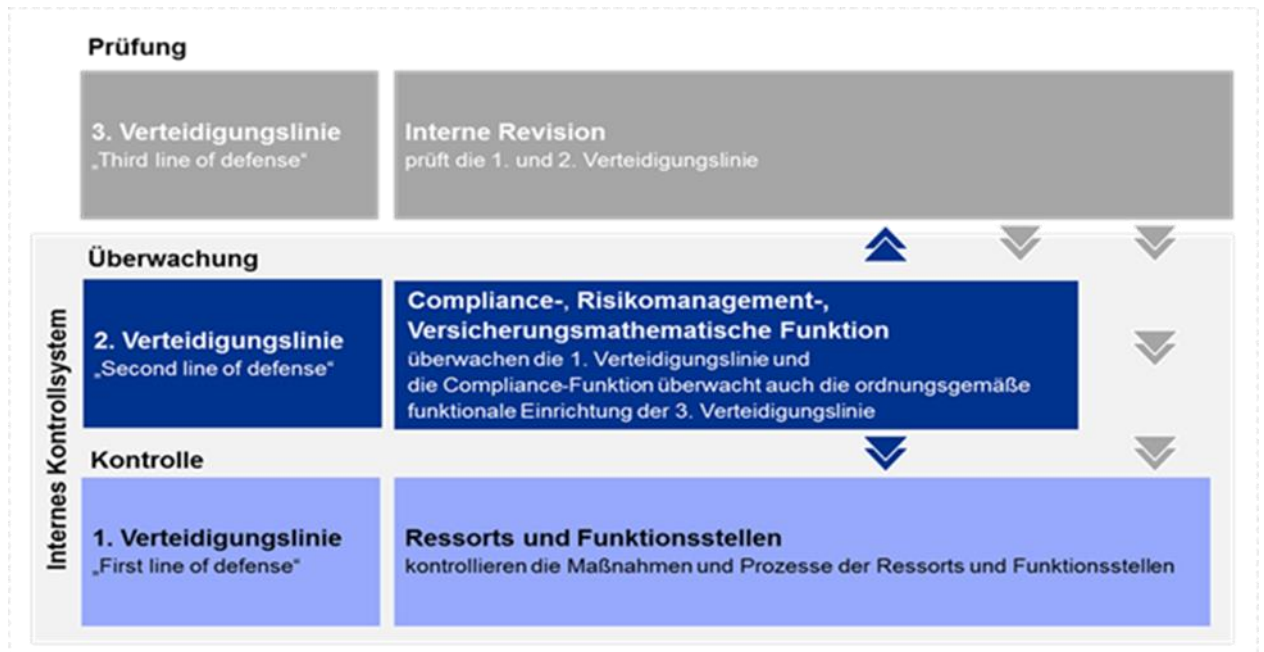 Prüfung
3. Verteidigungslinie
„Third line of defense“
Interne Revision
prüft die 1. und 2. Verteidigungslinie
Internes Kontrollsystem
Überwachung
2. Verteidigungslinie
„Second line of defense“
Compliance-, Risikomanagement-,
Versicherungsmathematische Funktion
überwachen die 1. Verteidigungslinie und
die Compliance-Funktion überwacht auch die ordnungsgemäße
funktionale Einrichtung der 3. Verteidigungslinie
Kontrolle
1. Verteidigungslinie
„First line of defense“
Ressorts und Funktionsstellen
kontrollieren die Maßnahmen und Prozesse der Ressorts und Funktionsstellen